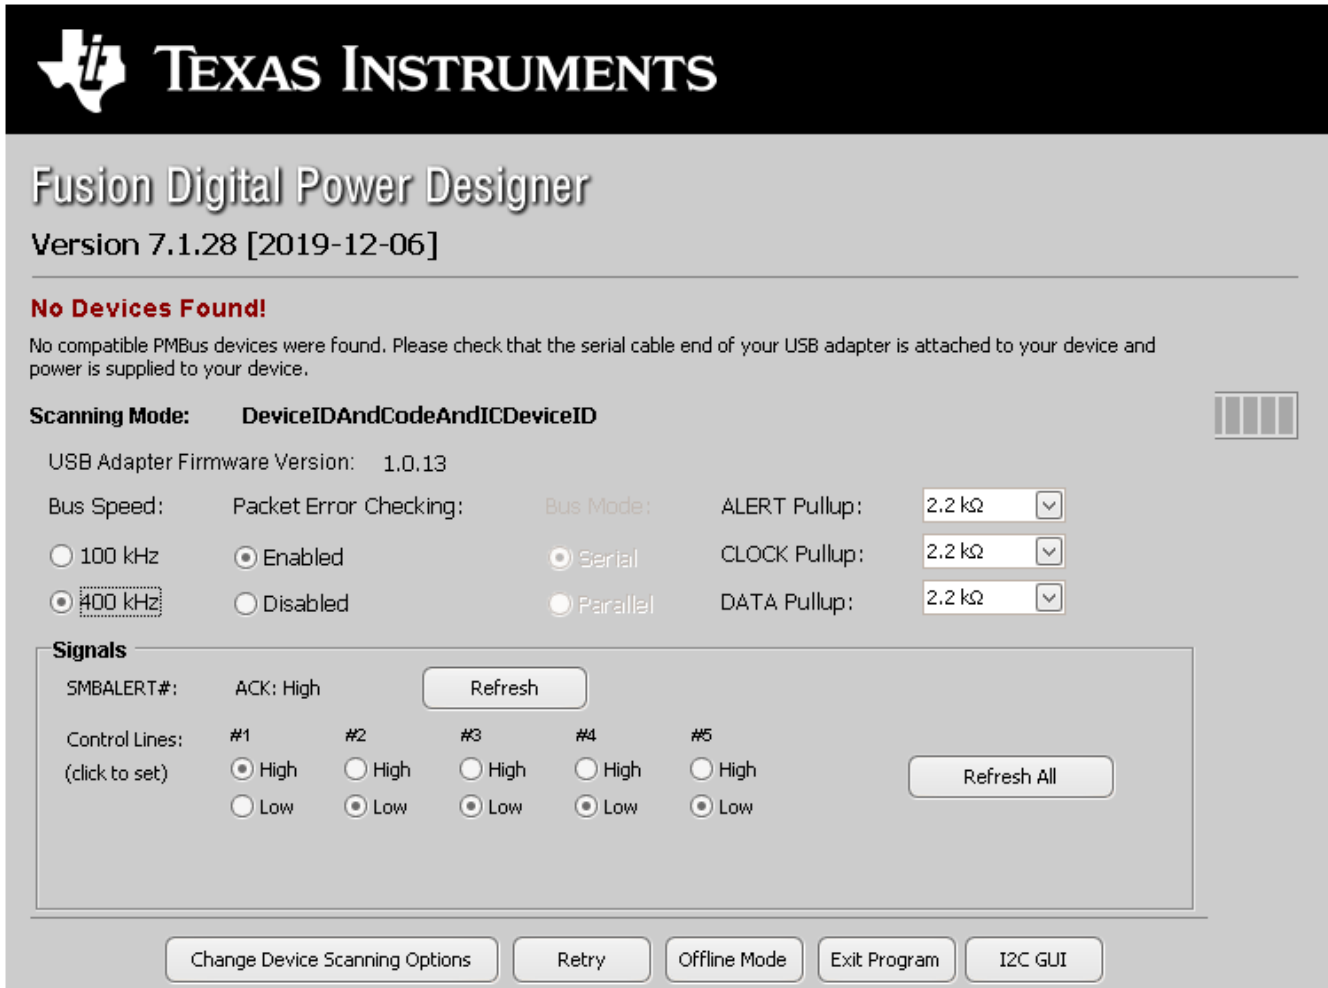 TEXAS INSTRUMENTS
Fusion Digital Power Designer
Version 7.1.28 [2019-12-06]
No Devices Found!
No compatible PMBus devices were found. Please check that the serial cable end of your USB adapter is attached to your device and
power is supplied to your device.
Scanning Mode: DeviceIDAndCodeAndICDeviceID
USB Adapter Firmware Version: 1.0.13
Bus Speed: Packet Error Checking: Bus Mode: ALERT Pullup: 2.2 kΩ
100 kHz Enabled Serial CLOCK Pullup: 2.2 kΩ
400 kHz Disabled Parallel DATA Pullup: 2.2 kΩ
Signals
SMBALERT#: ACK: High Refresh
Control Lines: #1 #2 #3 #4 #5
(click to set) High High High High High Refresh All
Low Low Low Low Low
Change Device Scanning Options Retry Offline Mode Exit Program I2C GUI